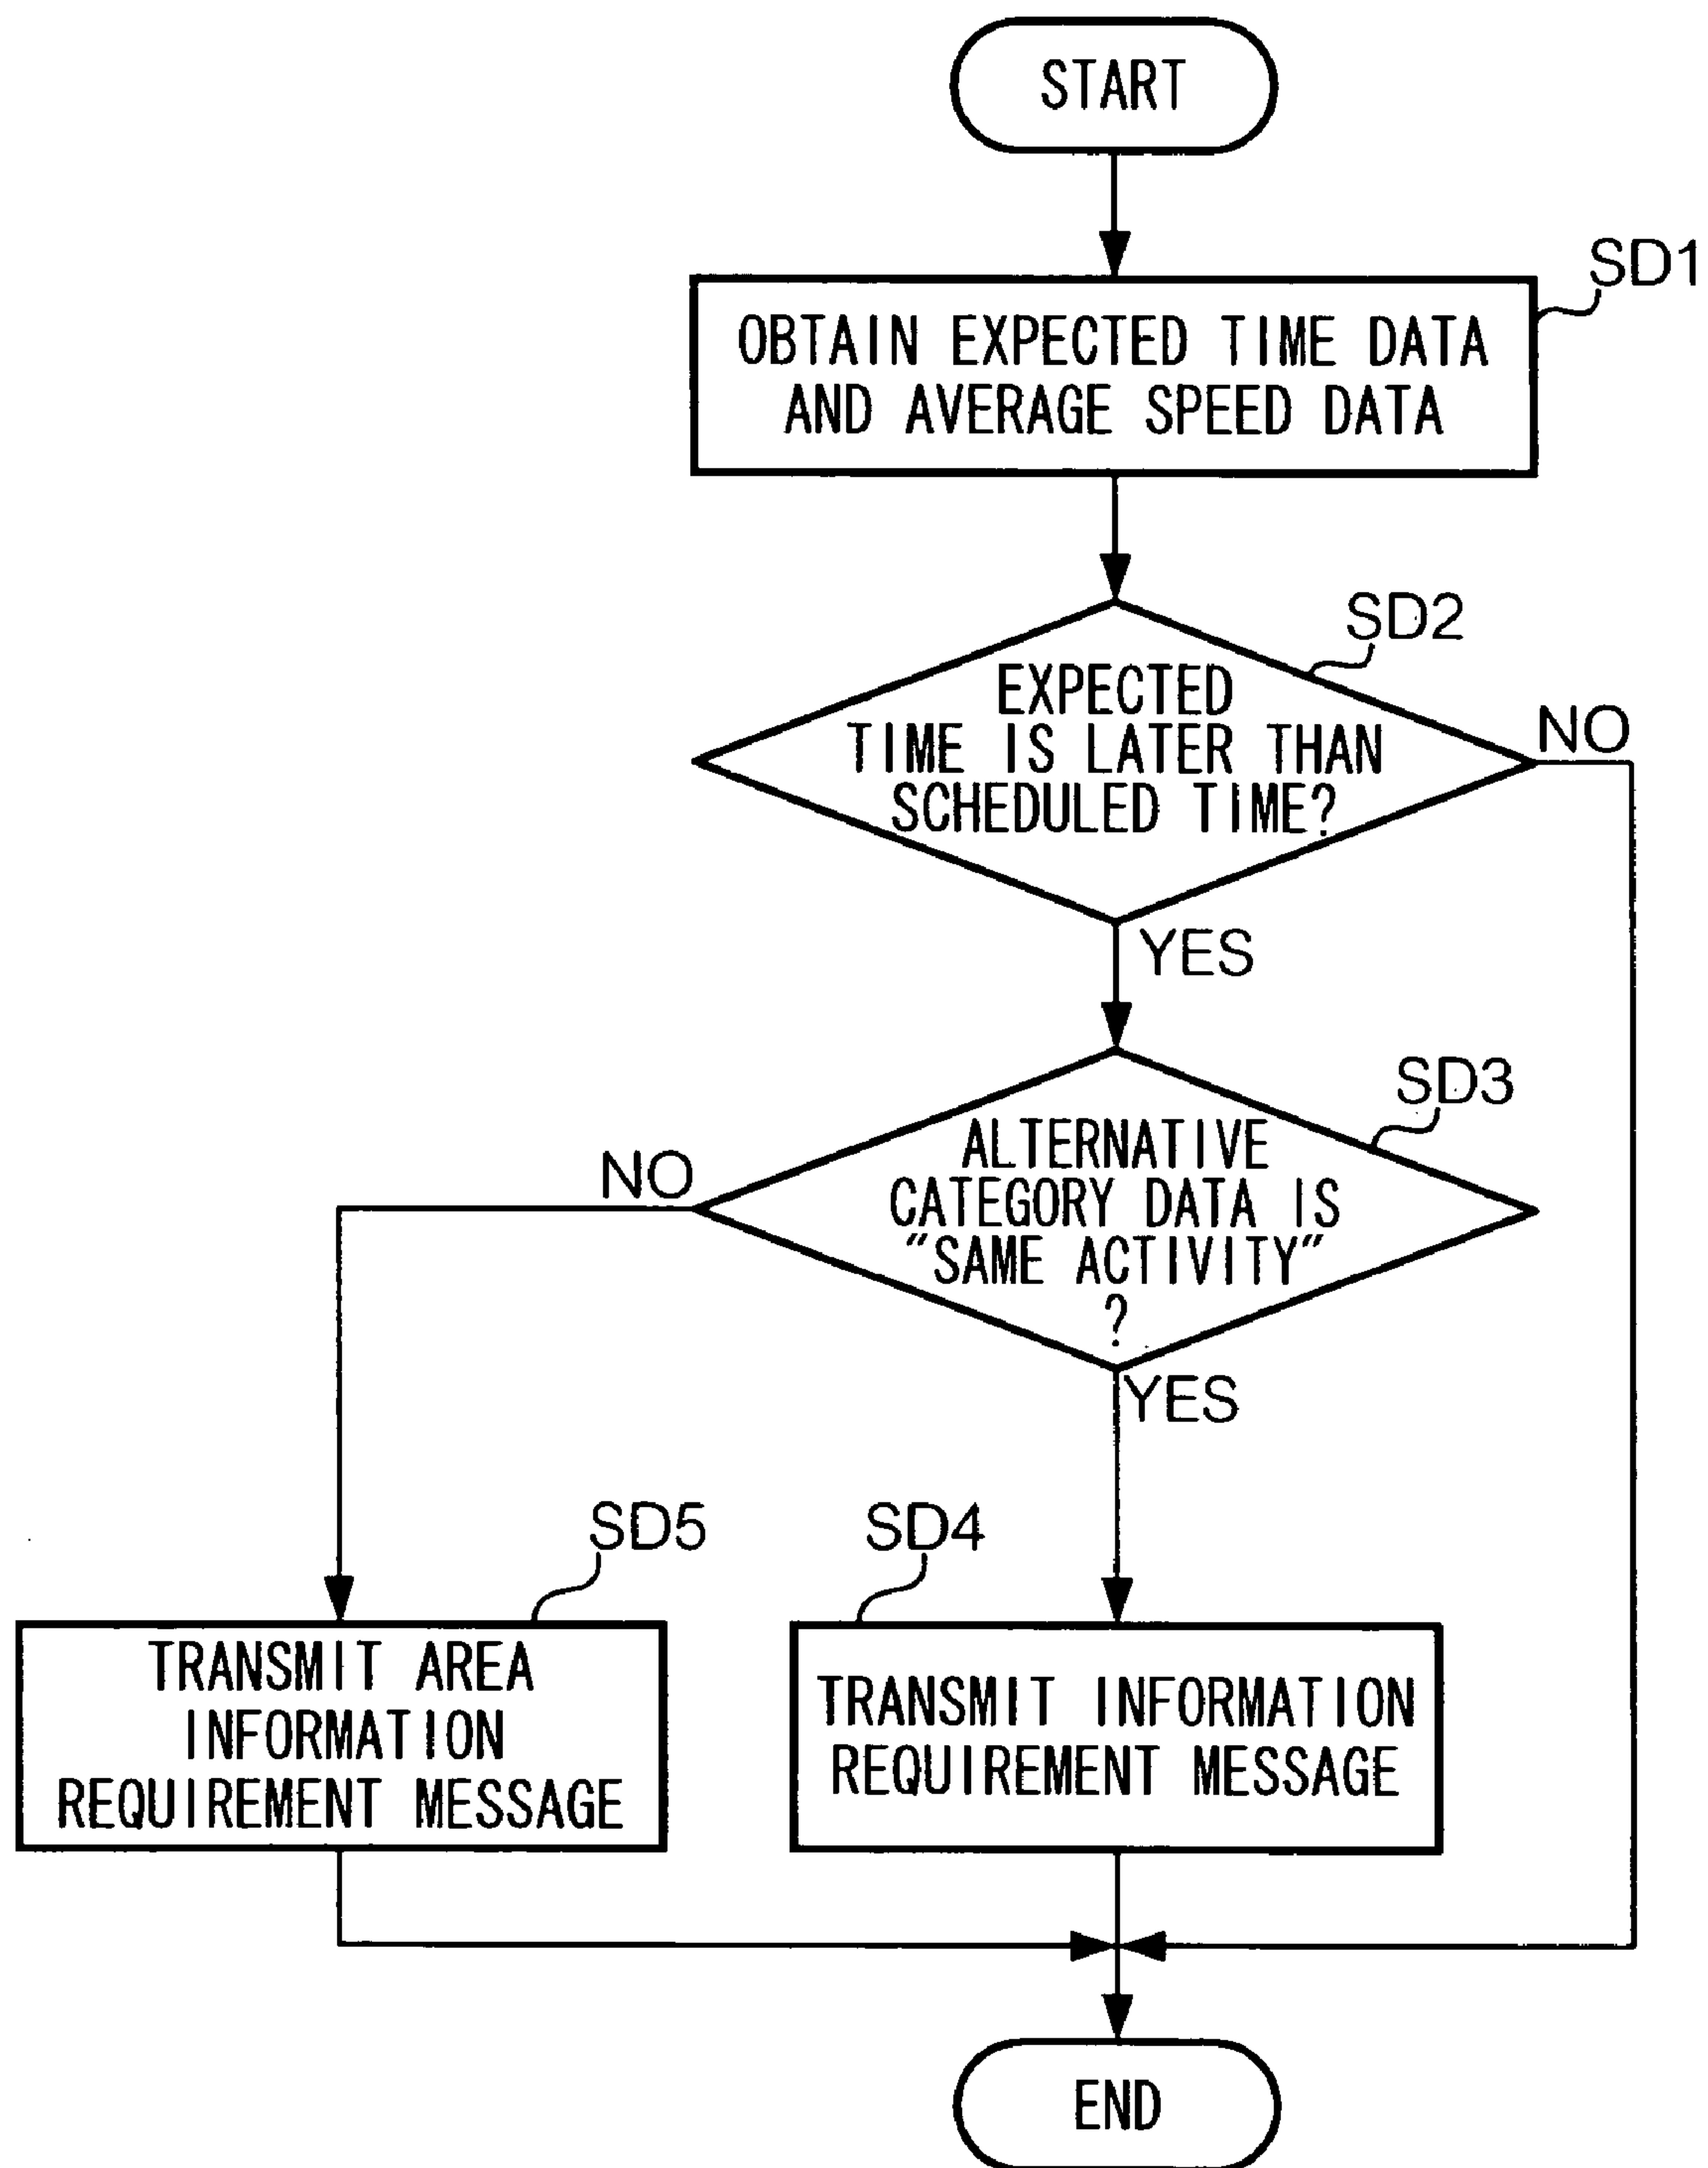 START
SD1
OBTAIN EXPECTED TIME DATA
AND AVERAGE SPEED DATA
SD2
EXPECTED
TIME IS LATER THAN
SCHEDULED TIME?
NO
YES
SD3
ALTERNATIVE
CATEGORY DATA IS
"SAME ACTIVITY"
?
NO
YES
SD5
SD4
TRANSMIT AREA
INFORMATION
REQUIREMENT MESSAGE
TRANSMIT INFORMATION
REQUIREMENT MESSAGE
END